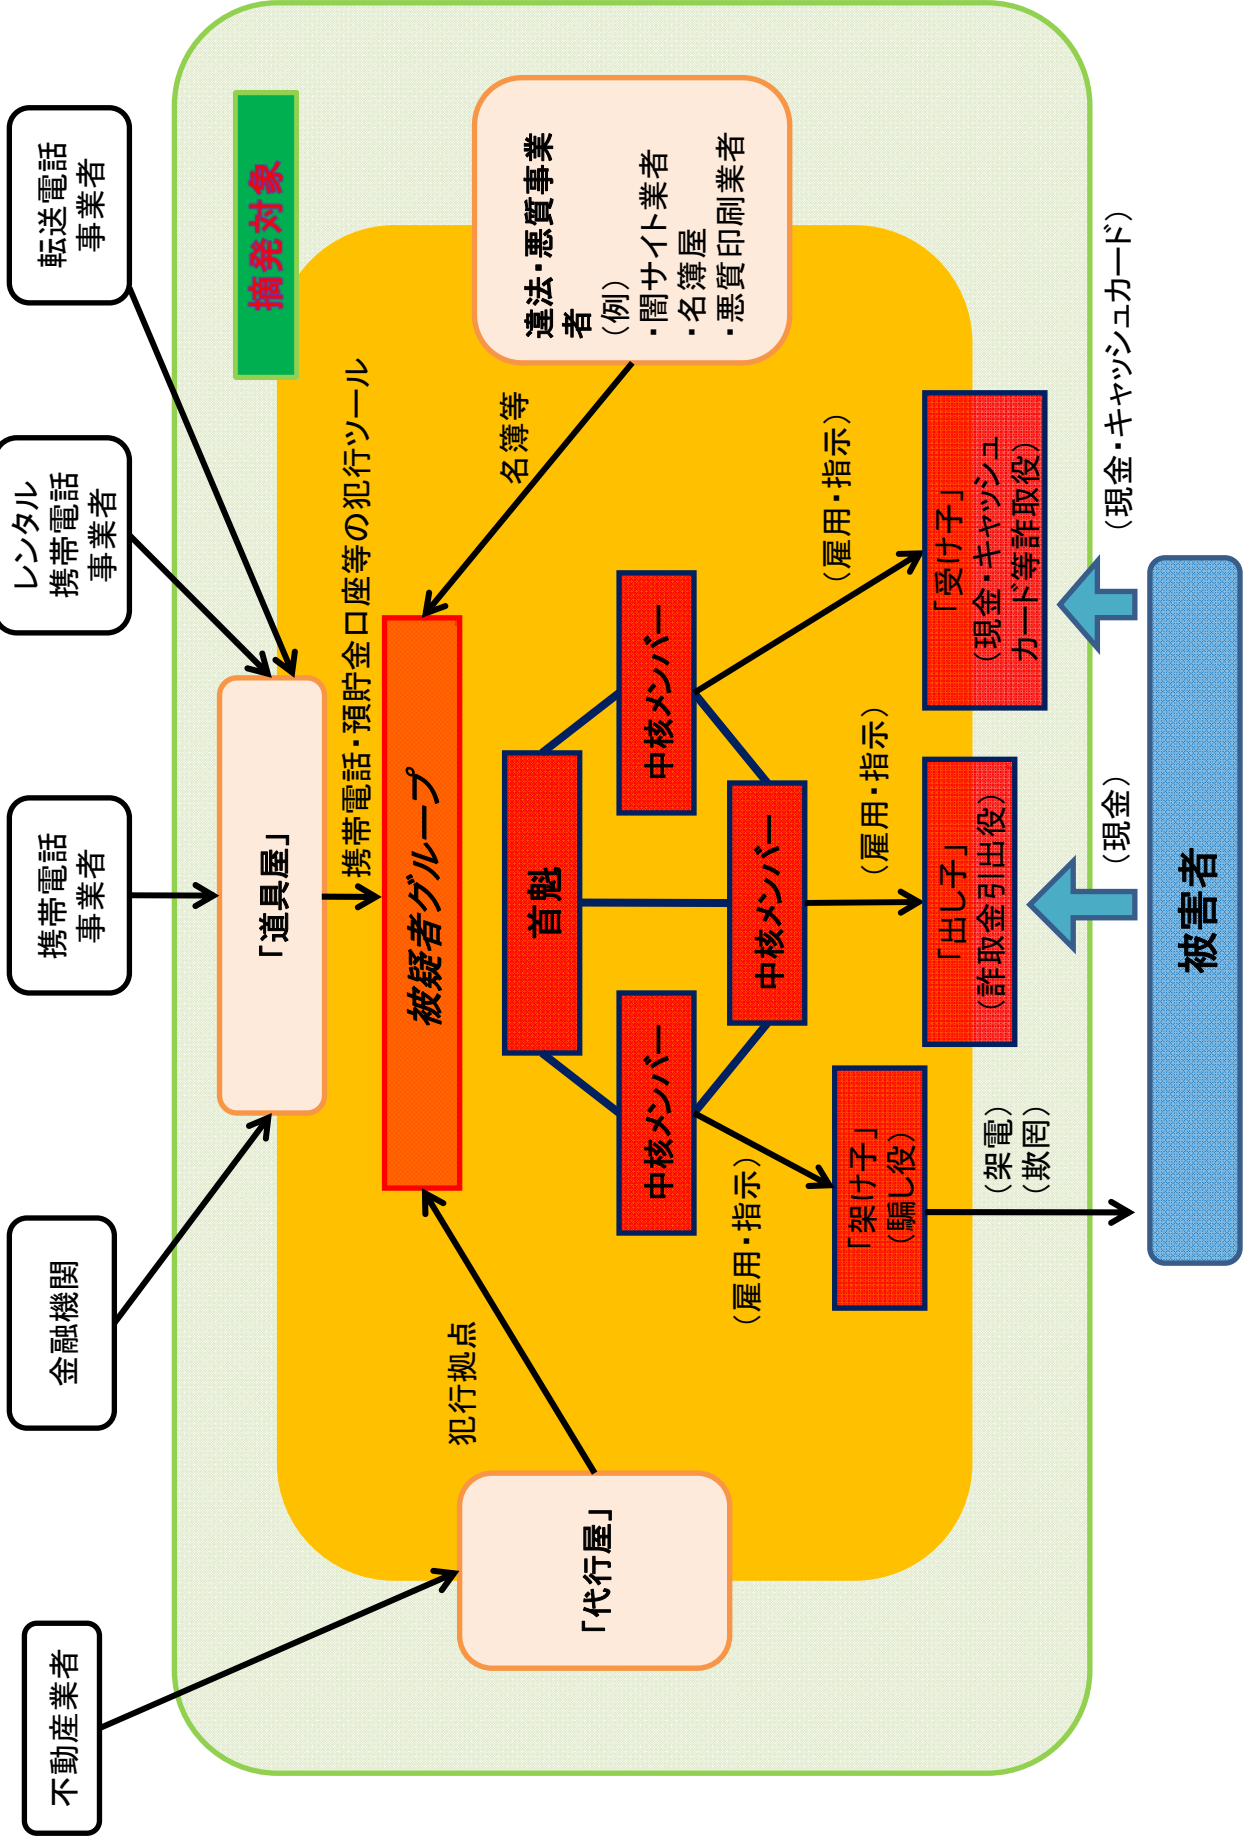 不動産業者
金融機関
携帯電話
事業者
レンタル
携帯電話
事業者
転送電話
事業者
摘発対象
「道具屋」
携帯電話・預貯金口座等の犯行ツール
被疑者グループ
犯行拠点
名簿等
「代行屋」
違法・悪質事業
者
(例)
・闇サイト業者
・名簿屋
・悪質印刷業者
首魁
中核メンバー
中核メンバー
中核メンバー
(雇用・指示)
(雇用・指示)
(雇用・指示)
「架け子」
(騙し役)
「出し子」
(詐取金引出役)
「受け子」
(現金・キャッシュ
カード等詐取役)
(架電)
(欺罔)
(現金)
(現金・キャッシュカード)
被害者